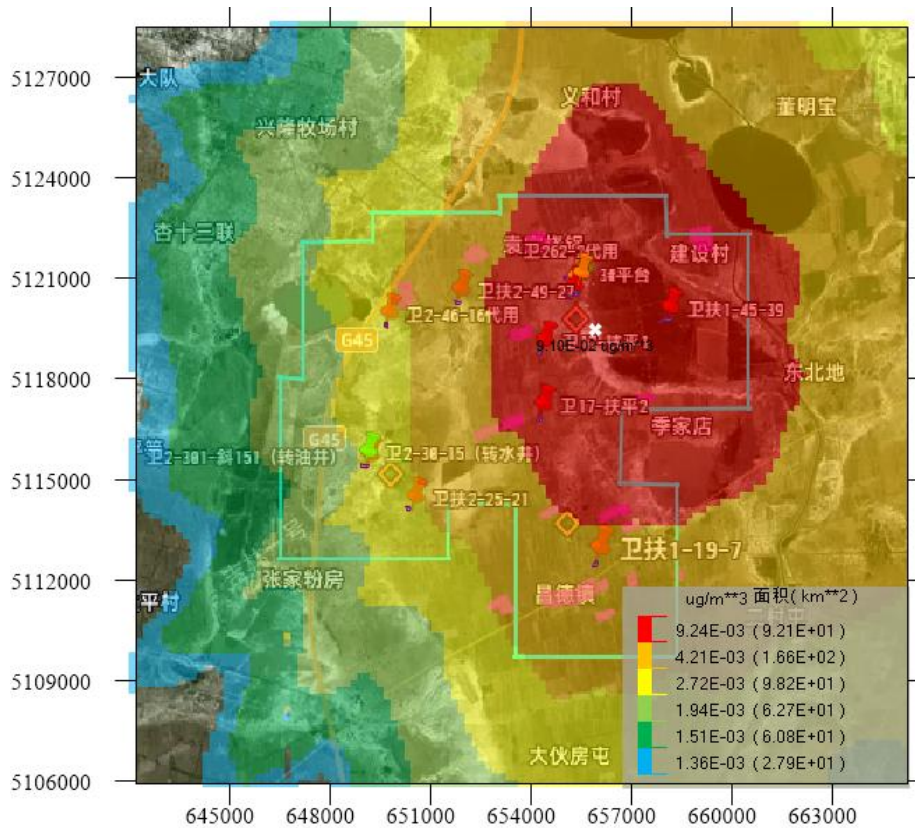 5127000
5124000
5121000
5118000
5115000
5112000
5109000
5106000
大队
义和村
董明宝
兴隆牧场村
杏十三联
建设村
卫262-3代用
30平台
卫扶2-49-27
卫扶1-45-39
卫2-46-16代用
G45
9.10E-02 ug/m**3
东北地
卫17-扶平2
季家店
G45
卫2-301-斜151（转油井）
卫2-30-15（转水井）
卫扶2-25-21
卫扶1-19-7
张家粉房
昌德镇
平村
大伙房屯
ug/m**3 面积( km**2)
9.24E-03 ( 9.21E+01)
4.21E-03 ( 1.66E+02)
2.72E-03 ( 9.82E+01)
1.94E-03 ( 6.27E+01)
1.51E-03 ( 6.08E+01)
1.36E-03 ( 2.79E+01)
645000 648000 651000 654000 657000 660000 663000